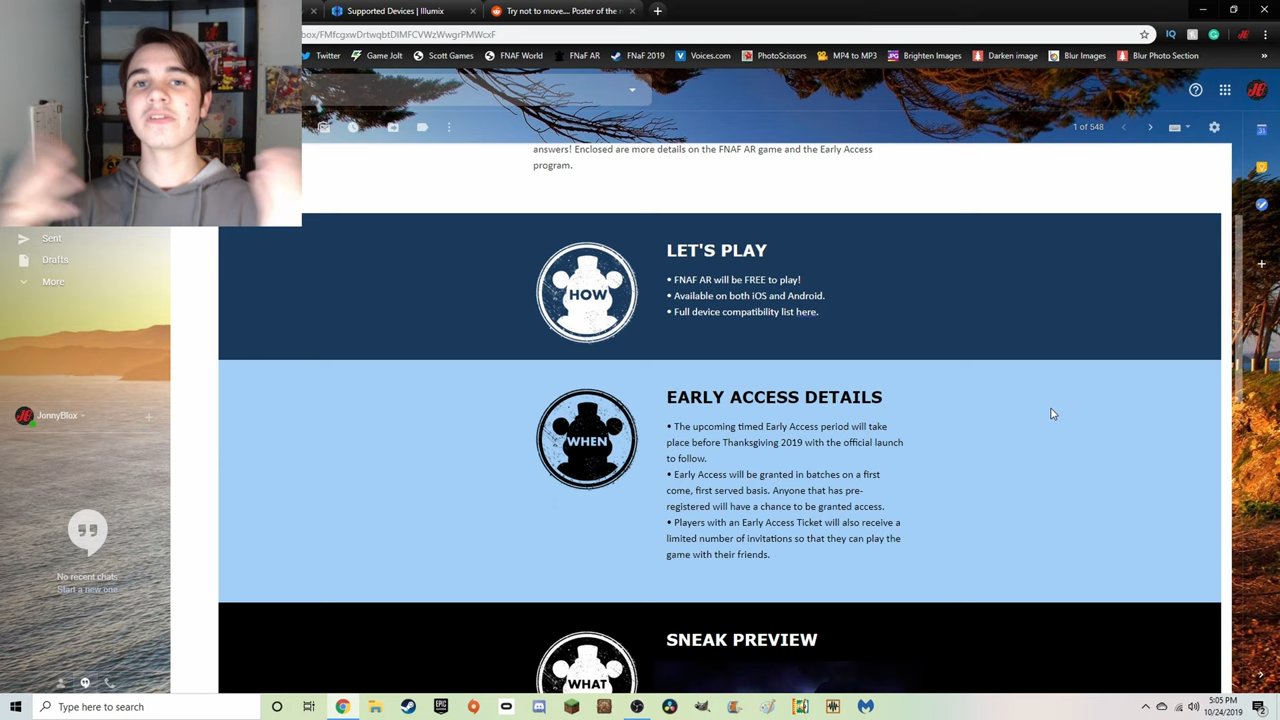 Supported Devices | Illumix
Try not to move.... Poster of the n
box/FMfcgxwDrtwqbtDlMFCVWzWwgrPMWcxF
Twitter
Game Jolt
Scott Games
FNAF World
FNaF AR
FNaF 2019
Voices.com
PhotoScissors
MP4 to MP3
Brighten Images
Darken image
Blur Images
Blur Photo Section
1 of 548
answers! Enclosed are more details on the FNAF AR game and the Early Access
program.
Sent
Drafts
More
HOW
LET'S PLAY
• FNAF AR will be FREE to play!
• Available on both iOS and Android.
• Full device compatibility list here.
WHEN
EARLY ACCESS DETAILS
• The upcoming timed Early Access period will take
place before Thanksgiving 2019 with the official launch
to follow.
• Early Access will be granted in batches on a first
come, first served basis. Anyone that has pre-
registered will have a chance to be granted access.
• Players with an Early Access Ticket will also receive a
limited number of invitations so that they can play the
game with their friends.
JonnyBlox
No recent chats
Start a new one
WHAT
SNEAK PREVIEW
Type here to search
EPIC
5:05 PM
10/24/2019